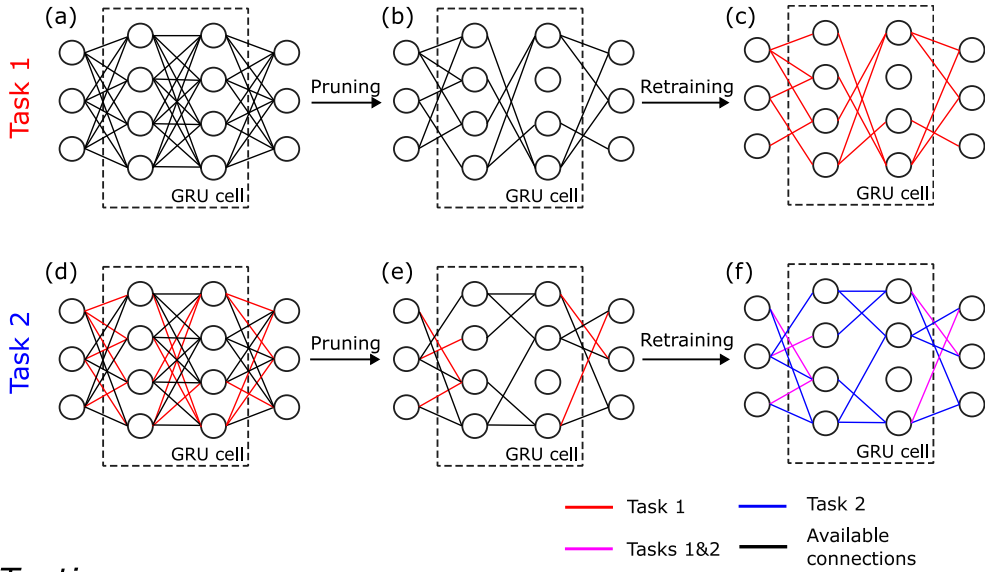 (a)
(b)
(c)
Task 1
Pruning
Retraining
GRU cell
GRU cell
GRU cell
(d)
(e)
(f)
Task 2
Pruning
Retraining
GRU cell
GRU cell
GRU cell
Task 1
Task 2
Tasks 1&2
Available
connections